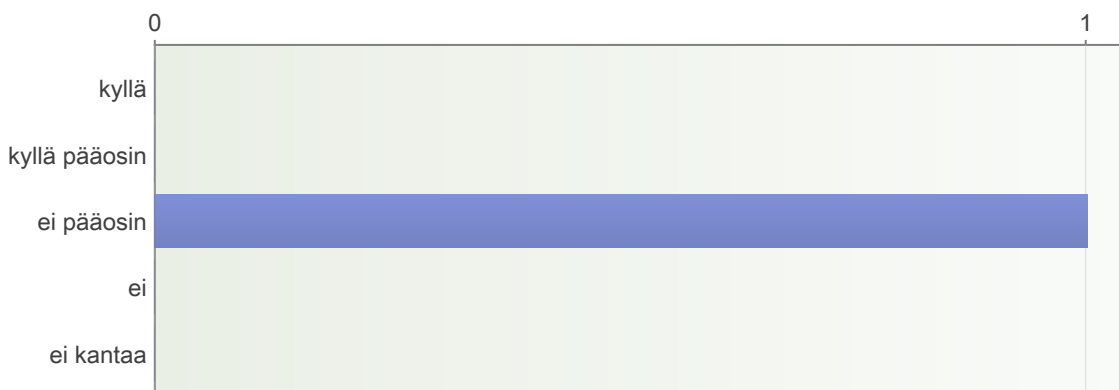 0 1
kyllä
kyllä pääosin
ei pääosin
ei
ei kantaa